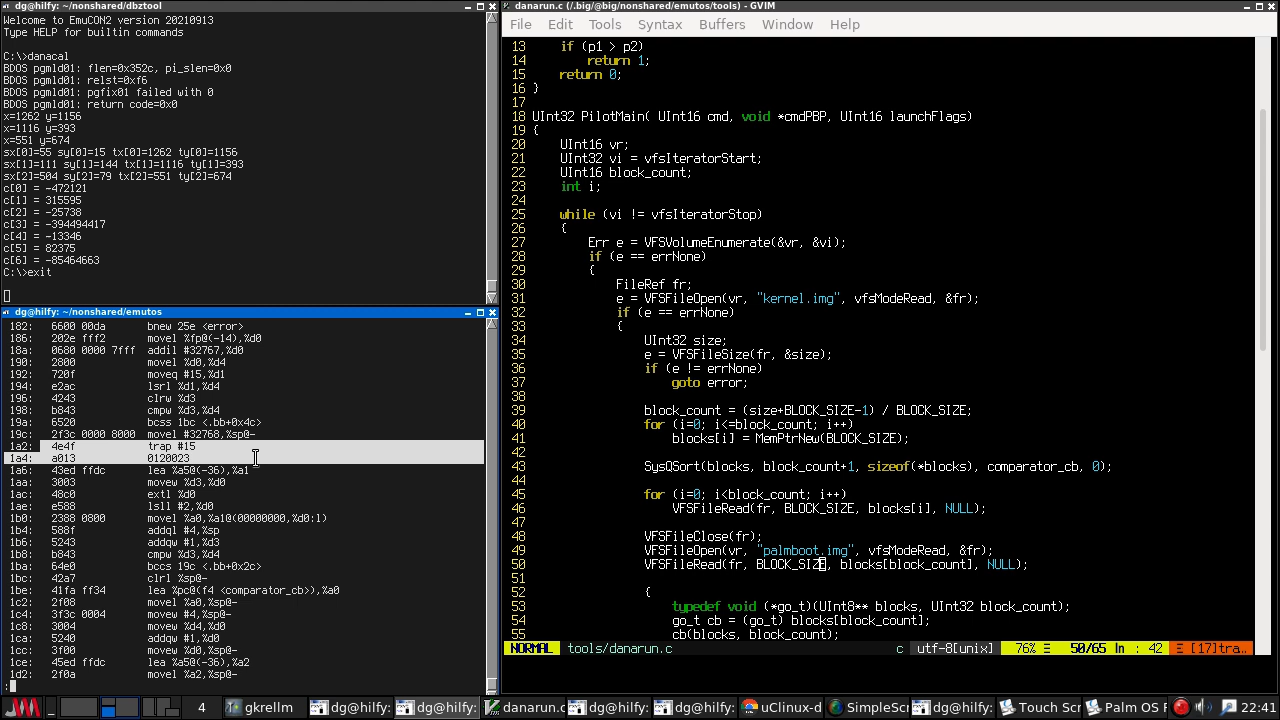 dg@hilfy: ~/nonshared/dbztool
Welcome to EmuCON2 version 20210913
Type HELP for builtin commands
C:\>danacal
BDOS pgmld01: flen=0x352c, pi_slen=0x0
BDOS pgmld01: relst=0xf6
BDOS pgmld01: pgfix01 failed with 0
BDOS pgmld01: return code=0x0
x=1262 y=1156
x=1116 y=393
x=551 y=674
sx[0]=55 sy[0]=15 tx[0]=1262 ty[0]=1156
sx[1]=111 sy[1]=144 tx[1]=1116 ty[1]=393
sx[2]=504 sy[2]=79 tx[2]=551 ty[2]=674
c[0] = -472121
c[1] = 315595
c[2] = -25738
c[3] = -394494417
c[4] = -13346
c[5] = 82375
c[6] = -85464663
C:\>exit
dg@hilfy: ~/nonshared/emutos
182: 6600 00da bnew 25e <error>
186: 202e fff2 movel %fp@(-14),%d0
18a: 0680 0000 7fff addil #32767,%d0
190: 2800 movel %d0,%d4
192: 720f moveq #15,%d1
194: e2ac lsrl %d1,%d4
196: 4243 clrw %d3
198: b843 cmpw %d3,%d4
19a: 6520 bcss 1bc <.bb+0x4c>
19c: 2f3c 0000 8000 movel #32768,%sp@-
1a2: 4e4f trap #15
1a4: a013 0120023
1a6: 43ed ffdc lea %a5@(-36),%a1
1aa: 3003 movew %d3,%d0
1ac: 48c0 extl %d0
1ae: e588 lsll #2,%d0
1b0: 2388 0800 movel %a0,%a1@(00000000,%d0:l)
1b4: 588f addql #4,%sp
1b6: 5243 addqw #1,%d3
1b8: b843 cmpw %d3,%d4
1ba: 64e0 bccs 19c <.bb+0x2c>
1bc: 42a7 clrl %sp@-
1be: 41fa ff34 lea %pc@(f4 <comparator_cb>),%a0
1c2: 2f08 movel %a0,%sp@-
1c4: 3f3c 0004 movew #4,%sp@-
1c8: 3004 movew %d4,%d0
1ca: 5240 addqw #1,%d0
1cc: 3f00 movew %d0,%sp@-
1ce: 45ed ffdc lea %a5@(-36),%a2
1d2: 2f0a movel %a2,%sp@-
:
danarun.c (/.big/@big/nonshared/emutos/tools) - GVIM
File Edit Tools Syntax Buffers Window Help
13 if (p1 > p2)
14 return 1;
15 return 0;
16 }
17
18 UInt32 PilotMain( UInt16 cmd, void *cmdPBP, UInt16 launchFlags)
19 {
20 UInt16 vr;
21 UInt32 vi = vfsIteratorStart;
22 UInt16 block_count;
23 int i;
24
25 while (vi != vfsIteratorStop)
26 {
27 Err e = VFSVolumeEnumerate(&vr, &vi);
28 if (e == errNone)
29 {
30 FileRef fr;
31 e = VFSFileOpen(vr, "kernel.img", vfsModeRead, &fr);
32 if (e == errNone)
33 {
34 UInt32 size;
35 e = VFSFileSize(fr, &size);
36 if (e != errNone)
37 goto error;
38
39 block_count = (size+BLOCK_SIZE-1) / BLOCK_SIZE;
40 for (i=0; i<=block_count; i++)
41 blocks[i] = MemPtrNew(BLOCK_SIZE);
42
43 SysQSort(blocks, block_count+1, sizeof(*blocks), comparator_cb, 0);
44
45 for (i=0; i<block_count; i++)
46 VFSFileRead(fr, BLOCK_SIZE, blocks[i], NULL);
47
48 VFSFileClose(fr);
49 VFSFileOpen(vr, "palmboot.img", vfsModeRead, &fr);
50 VFSFileRead(fr, BLOCK_SIZE, blocks[block_count], NULL);
51
52 {
53 typedef void (*go_t)(UInt8** blocks, UInt32 block_count);
54 go_t cb = (go_t) blocks[block_count];
55 cb(blocks, block_count);
NORMAL tools/danarun.c c utf-8[unix] 76% ☰ 50/65 ln : 42 Ξ [17]tra..
4 gkrellm dg@hilfy: dg@hilfy: danarun.c dg@hilfy: dg@hilfy: uClinux-d SimpleScr dg@hilfy: Touch Scr Palm OS P 22:41